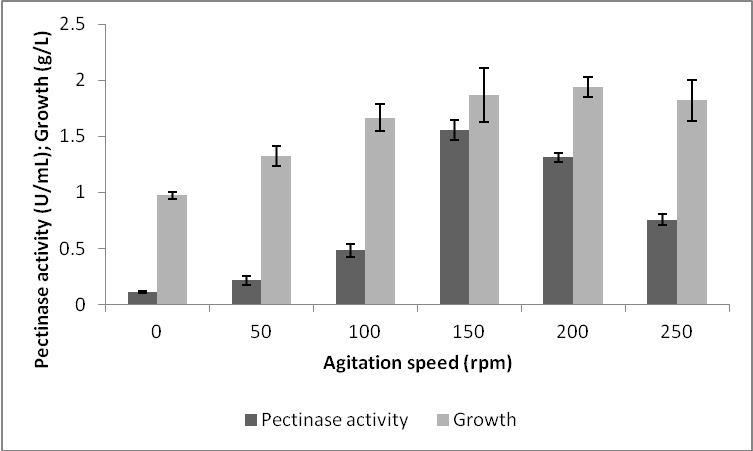 Pectinase activity (U/mL); Growth (g/L)
2.5
2
1.5
1
0.5
0
0 50 100 150 200 250
Agitation speed (rpm)
Pectinase activity Growth